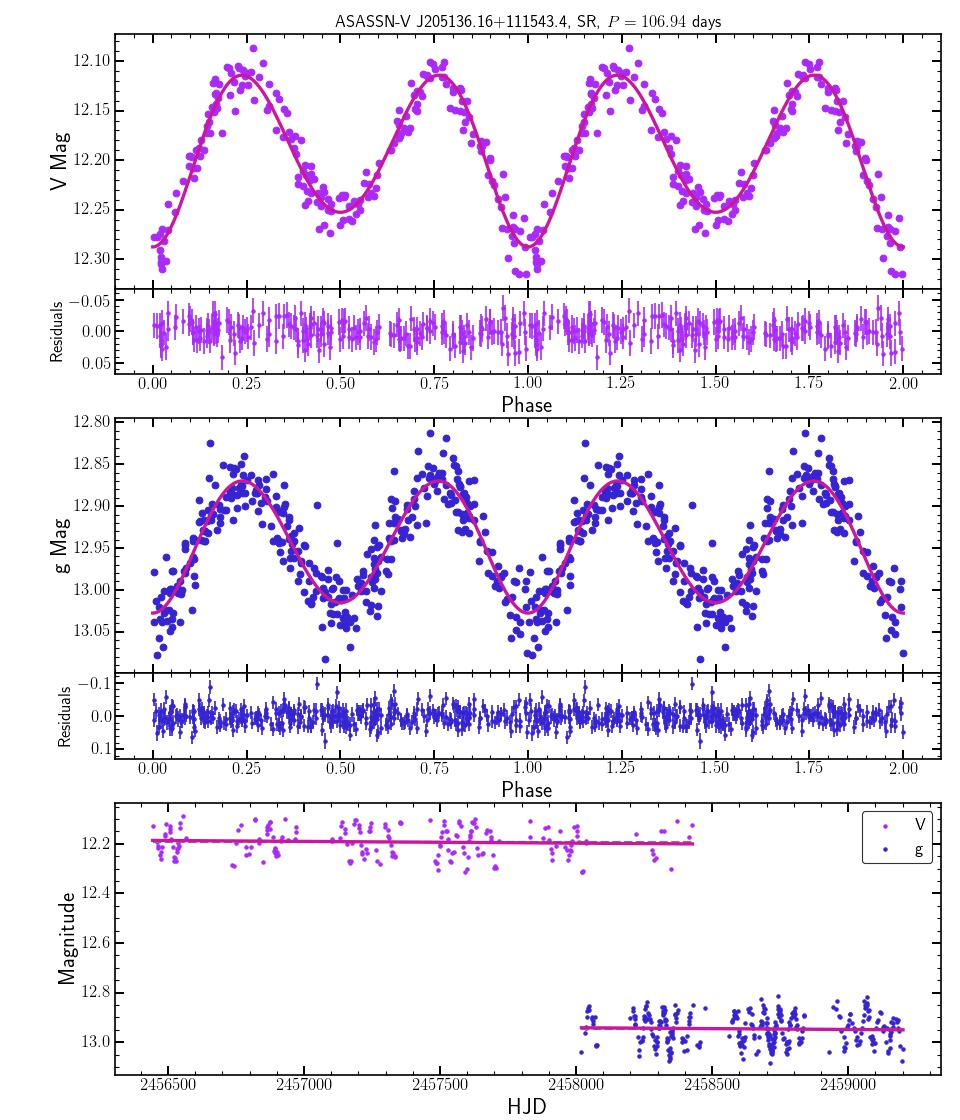 ASASSN-V J205136.16+111543.4, SR, P = 106.94 days
12.10
12.15
12.20
12.25
12.30
V Mag
−0.05
0.00
0.05
Residuals
0.00 0.25 0.50 0.75 1.00 1.25 1.50 1.75 2.00
Phase
12.80
12.85
12.90
12.95
13.00
13.05
g Mag
−0.1
0.0
0.1
Residuals
0.00 0.25 0.50 0.75 1.00 1.25 1.50 1.75 2.00
Phase
V
g
12.2
12.4
12.6
12.8
13.0
Magnitude
2456500 2457000 2457500 2458000 2458500 2459000
HJD